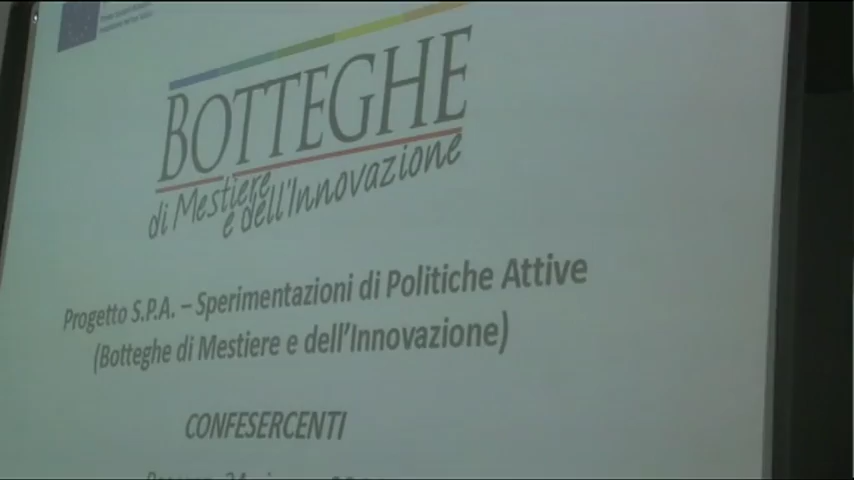 BOTTEGHE
di Mestiere
e dell'Innovazione
Progetto S.P.A. – Sperimentazioni di Politiche Attive
(Botteghe di Mestiere e dell'Innovazione)
CONFESERCENTI